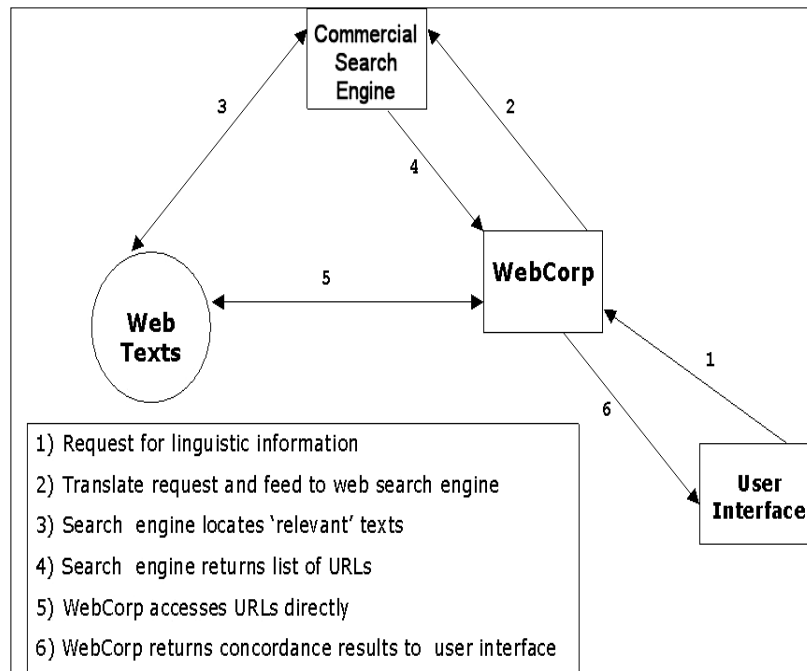 Commercial
Search
Engine
3
2
4
WebCorp
5
Web
Texts
1
6
User
Interface
1) Request for linguistic information
2) Translate request and feed to web search engine
3) Search engine locates ‘relevant’ texts
4) Search engine returns list of URLs
5) WebCorp accesses URLs directly
6) WebCorp returns concordance results to user interface